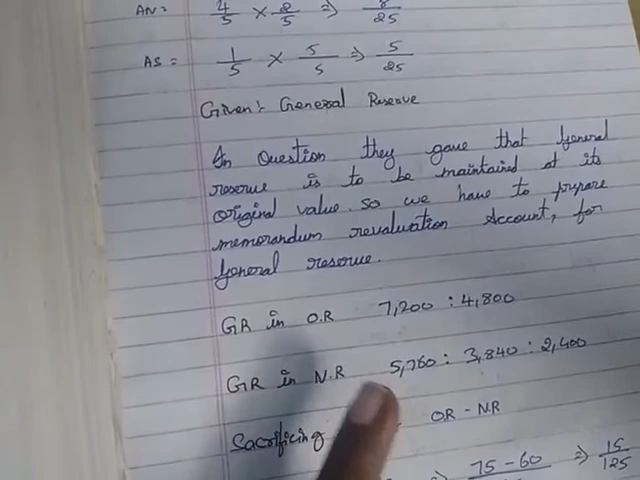 AN = 4/5 × 2/5 ⇒ 8/25
AS = 1/5 × 5/5 ⇒ 5/25
Given:- General Reserve
In Question they gave that general
reserve is to be maintained at its
original value. So we have to prepare
memorandum revaluation Account, for
general reserve.
GR in O.R 7,200 : 4,800
GR in N.R 5,760 : 3,840 : 2,400
Sacrificing OR - NR
75-60 ⇒ 15/125